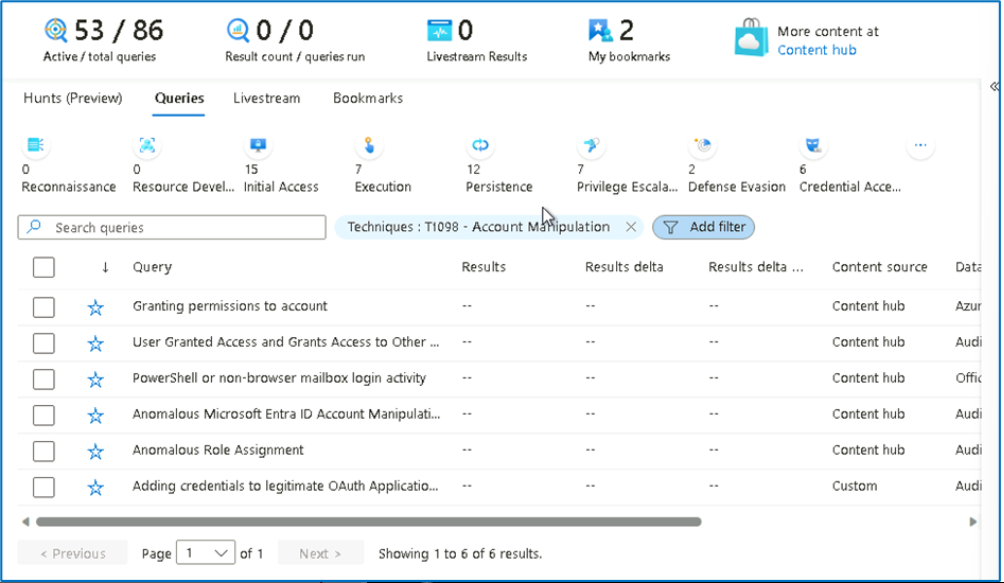 53 / 86
Active / total queries
0 / 0
Result count / queries run
0
Livestream Results
2
My bookmarks
More content at
Content hub
Hunts (Preview)
Queries
Livestream
Bookmarks
0
Reconnaissance
0
Resource Devel...
15
Initial Access
7
Execution
12
Persistence
7
Privilege Escala...
2
Defense Evasion
6
Credential Acce...
...
Search queries
Techniques : T1098 - Account Manipulation
Add filter
Query Results Results delta Results delta ... Content source Data
Granting permissions to account -- -- -- Content hub Azur
User Granted Access and Grants Access to Other ... -- -- -- Content hub Audi
PowerShell or non-browser mailbox login activity -- -- -- Content hub Offic
Anomalous Microsoft Entra ID Account Manipulati... -- -- -- Content hub Audi
Anomalous Role Assignment -- -- -- Content hub Audi
Adding credentials to legitimate OAuth Applicatio... -- -- -- Custom Audi
< Previous Page 1 of 1 Next > Showing 1 to 6 of 6 results.